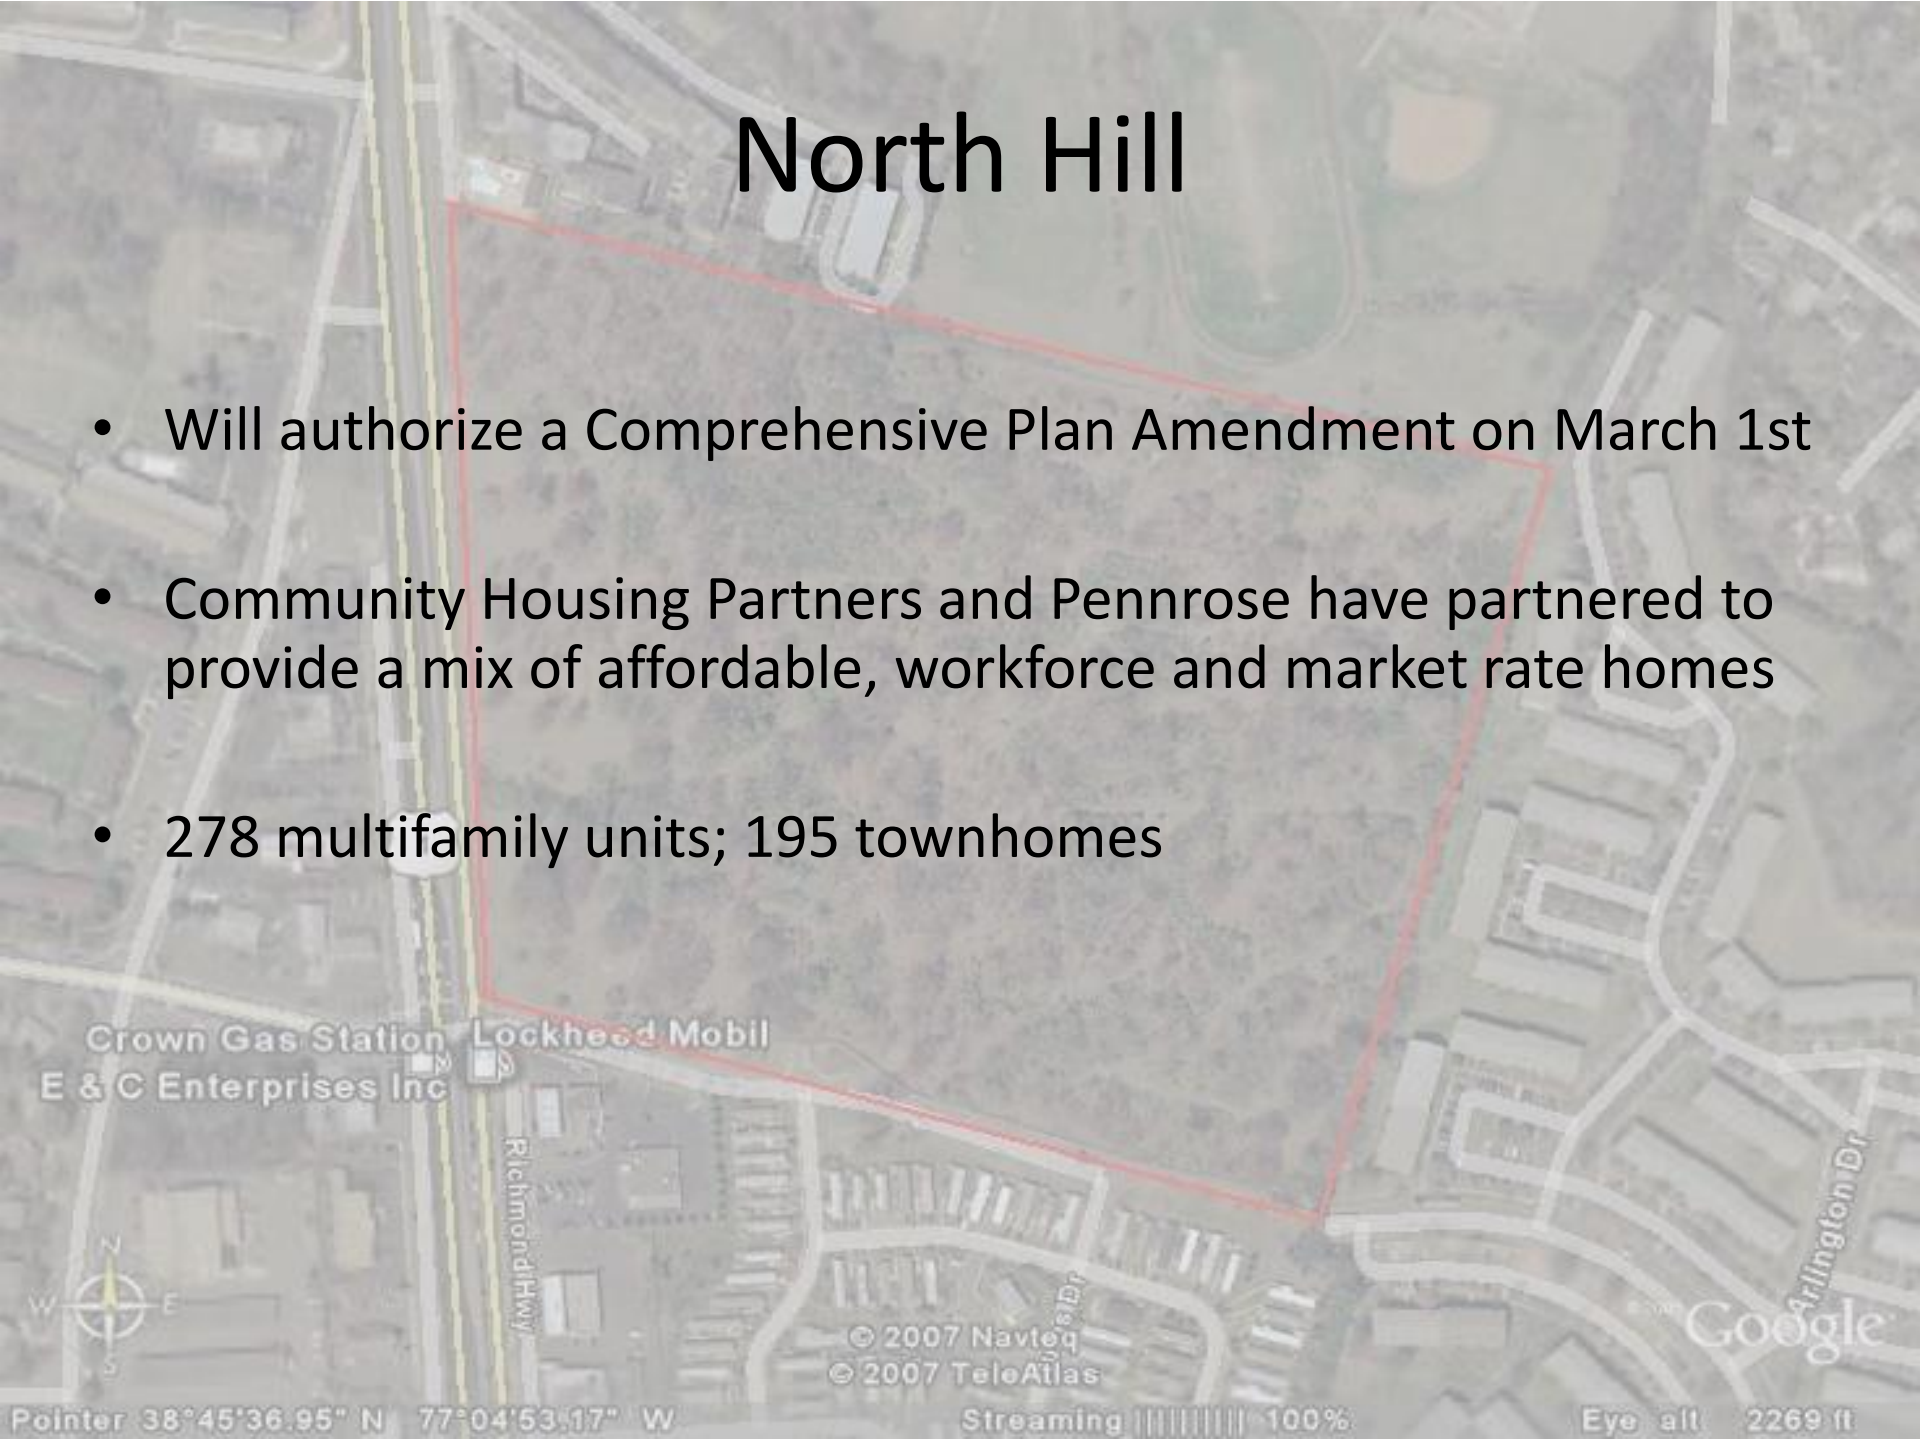 North Hill
• Will authorize a Comprehensive Plan Amendment on March 1st
• Community Housing Partners and Pennrose have partnered to
provide a mix of affordable, workforce and market rate homes
• 278 multifamily units; 195 townhomes
Crown Gas Station
Lockheed Mobil
E & C Enterprises Inc
Richmond Hwy
Arlington Dr
N
W E
S
Google
© 2007 Navteq
© 2007 TeleAtlas
Pointer 38°45'36.95" N 77°04'53.17" W
Streaming |||||||||| 100%
Eye alt 2269 ft